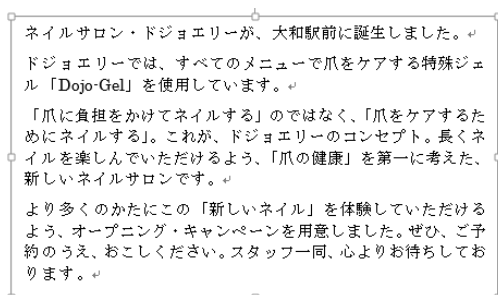 ネイルサロン・ドジョエリーが、大和駅前に誕生しました。
ドジョエリーでは、すべてのメニューで爪をケアする特殊ジェ
ル「Dojo-Gel」を使用しています。
「爪に負担をかけてネイルする」のではなく、「爪をケアするた
めにネイルする」。これが、ドジョエリーのコンセプト。長くネ
イルを楽しんでいただけるよう、「爪の健康」を第一に考えた、
新しいネイルサロンです。
より多くのかたにこの「新しいネイル」を体験していただける
よう、オープニング・キャンペーンを用意しました。ぜひ、ご予
約のうえ、おこしください。スタッフ一同、心よりお待ちしてお
ります。